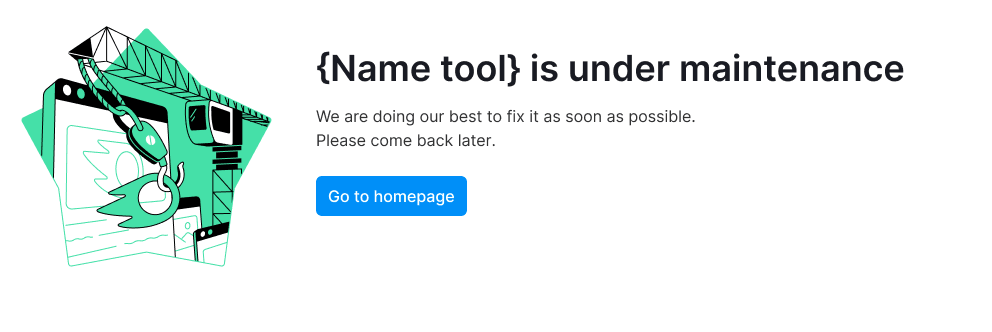 {Name tool} is under maintenance
We are doing our best to fix it as soon as possible.
Please come back later.
Go to homepage